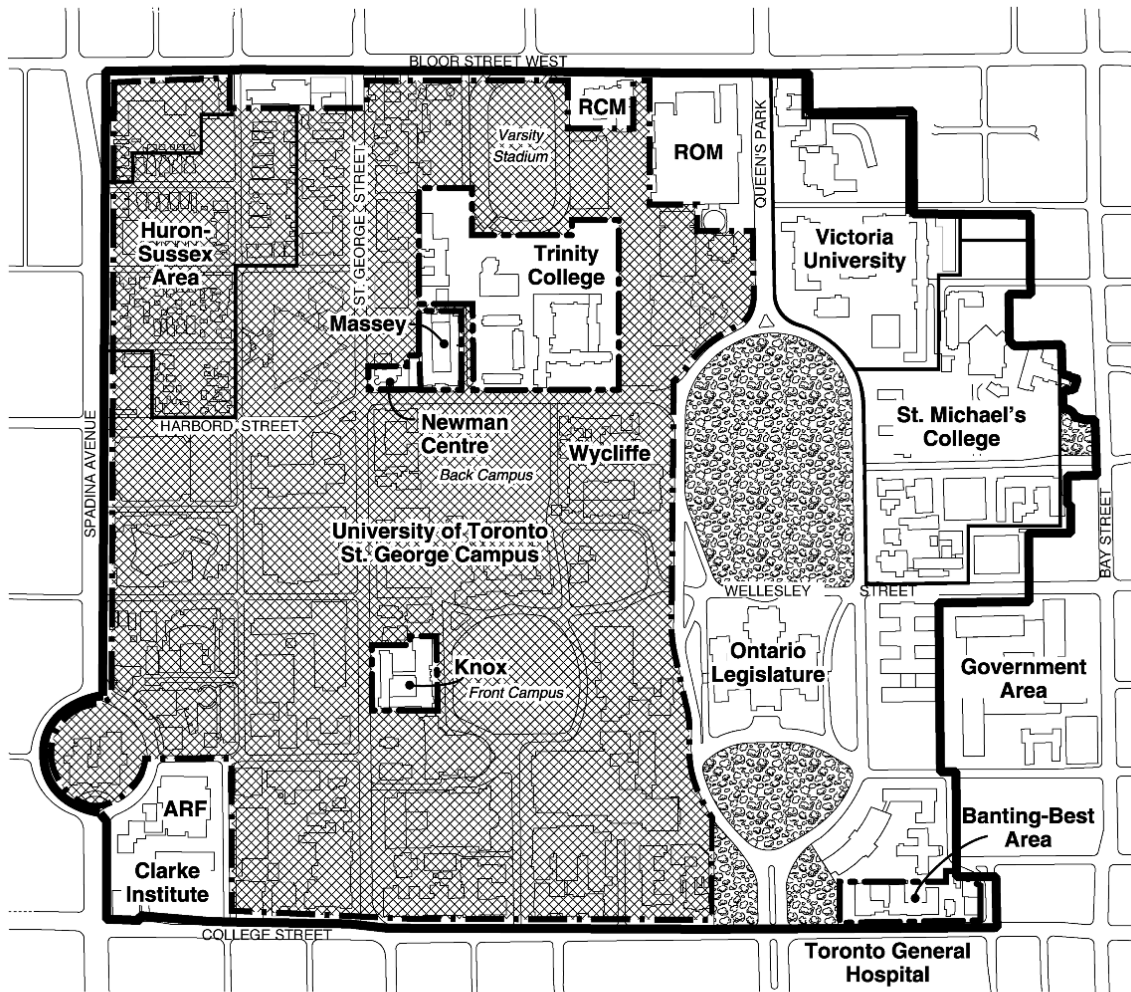 BLOOR STREET WEST
RCM
Varsity
Stadium
ROM
QUEEN'S PARK
ST. GEORGE STREET
Huron-
Sussex
Area
Trinity
College
Victoria
University
Massey
SPADINA AVENUE
HARBORD STREET
Newman
Centre
Wycliffe
Back Campus
St. Michael's
College
BAY STREET
University of Toronto
St. George Campus
WELLESLEY STREET
Knox
Front Campus
Ontario
Legislature
Government
Area
ARF
Clarke
Institute
Banting-Best
Area
COLLEGE STREET
Toronto General
Hospital